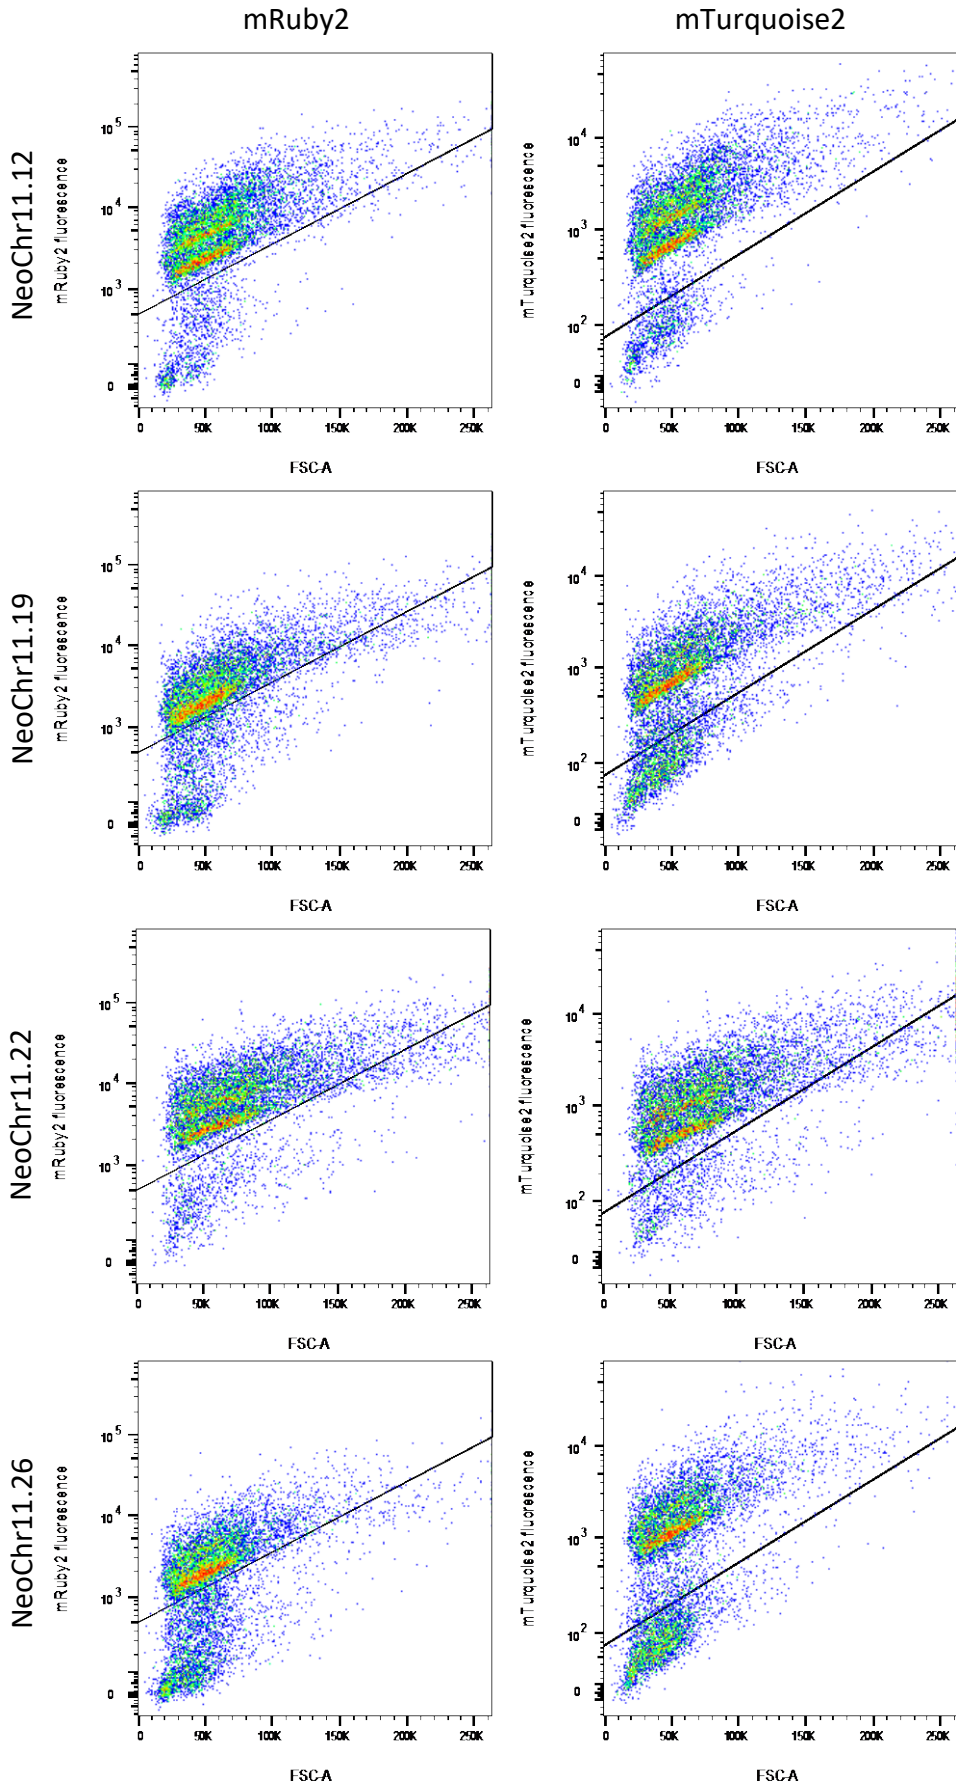 mRuby2 mTurquoise2
NeoChr11.12
mRuby2 fluorescence
10^5
10^4
10^3
0
0 50K 100K 150K 200K 250K
FSC-A
mTurquoise2 fluorescence
10^4
10^3
10^2
0
0 50K 100K 150K 200K 250K
FSC-A
NeoChr11.19
mRuby2 fluorescence
10^5
10^4
10^3
0
0 50K 100K 150K 200K 250K
FSC-A
mTurquoise2 fluorescence
10^4
10^3
10^2
0
0 50K 100K 150K 200K 250K
FSC-A
NeoChr11.22
mRuby2 fluorescence
10^5
10^4
10^3
0
0 50K 100K 150K 200K 250K
FSC-A
mTurquoise2 fluorescence
10^4
10^3
10^2
0
0 50K 100K 150K 200K 250K
FSC-A
NeoChr11.26
mRuby2 fluorescence
10^5
10^4
10^3
0
0 50K 100K 150K 200K 250K
FSC-A
mTurquoise2 fluorescence
10^4
10^3
10^2
0
0 50K 100K 150K 200K 250K
FSC-A